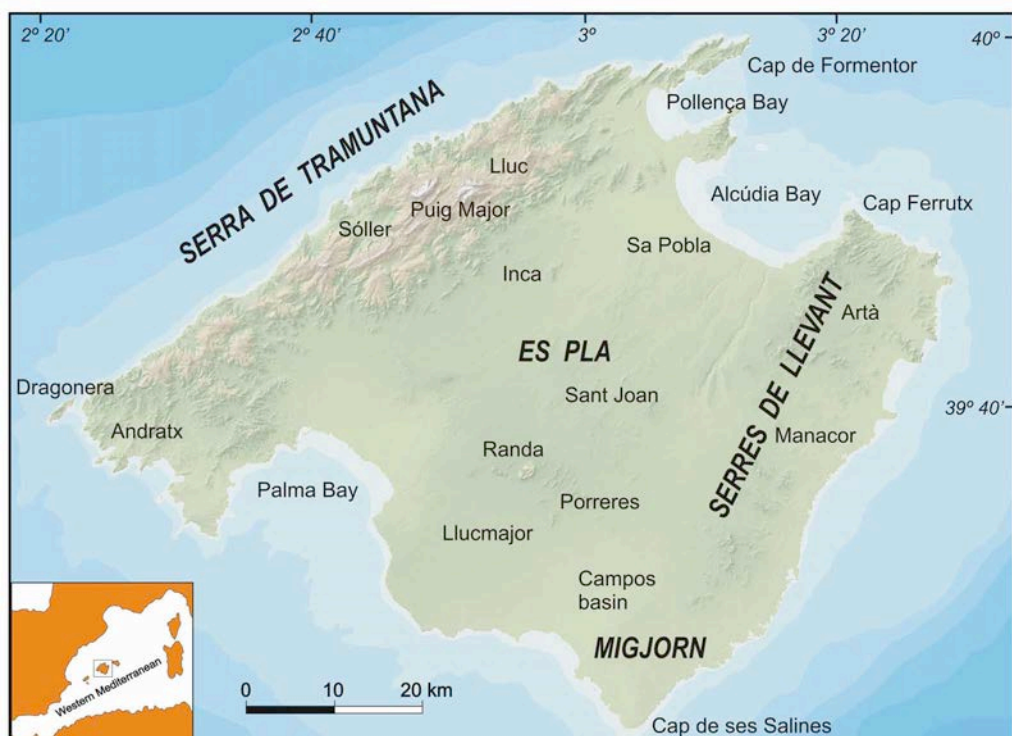 2º 20’
2º 40’
3º
3º 20’
40º
Cap de Formentor
Pollença Bay
SERRA DE TRAMUNTANA
Lluc
Alcúdia Bay
Cap Ferrutx
Puig Major
Sóller
Sa Pobla
Inca
Artà
ES PLA
SERRES DE LLEVANT
Dragonera
Sant Joan
39º 40’
Andratx
Manacor
Randa
Palma Bay
Porreres
Llucmajor
Campos
basin
MIGJORN
Western Mediterranean
0
10
20 km
Cap de ses Salines